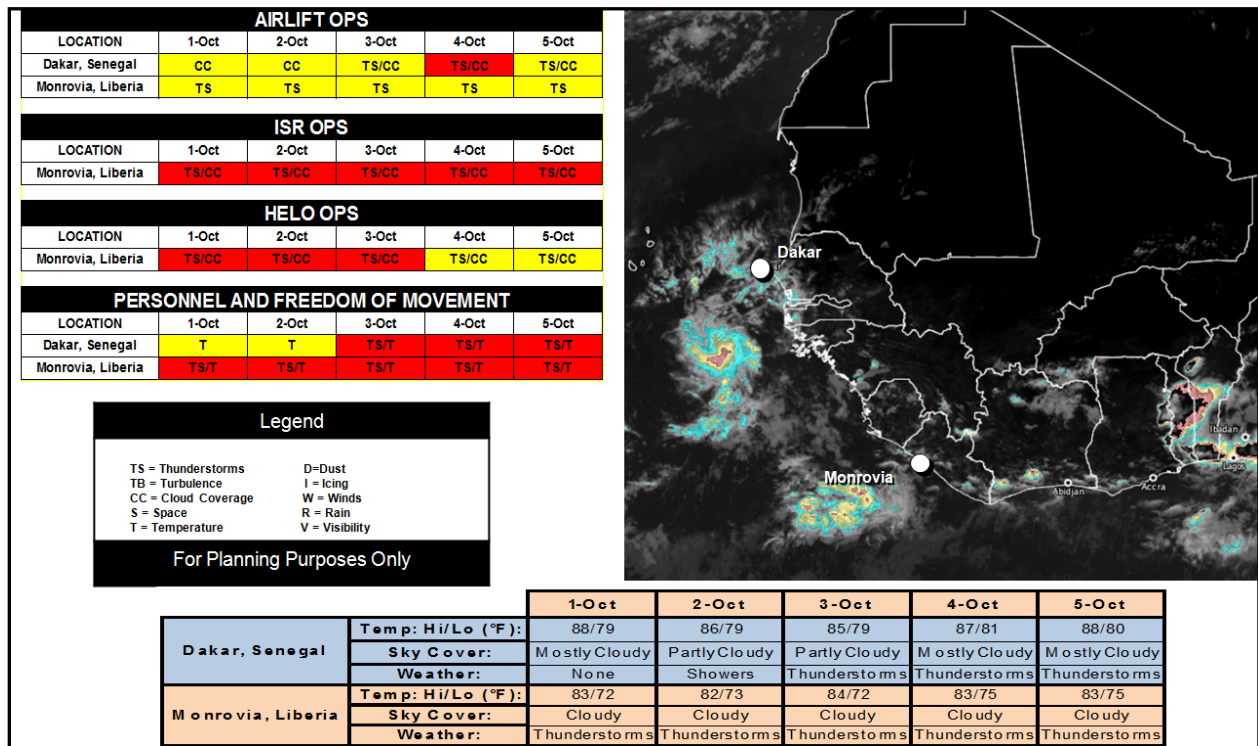 AIRLIFT OPS
LOCATION 1-Oct 2-Oct 3-Oct 4-Oct 5-Oct
Dakar, Senegal CC CC TS/CC TS/CC TS/CC
Monrovia, Liberia TS TS TS TS TS
ISR OPS
LOCATION 1-Oct 2-Oct 3-Oct 4-Oct 5-Oct
Monrovia, Liberia TS/CC TS/CC TS/CC TS/CC TS/CC
HELO OPS
LOCATION 1-Oct 2-Oct 3-Oct 4-Oct 5-Oct
Monrovia, Liberia TS/CC TS/CC TS/CC TS/CC TS/CC
PERSONNEL AND FREEDOM OF MOVEMENT
LOCATION 1-Oct 2-Oct 3-Oct 4-Oct 5-Oct
Dakar, Senegal T T TS/T TS/T TS/T
Monrovia, Liberia TS/T TS/T TS/T TS/T TS/T
Legend
TS = Thunderstorms D=Dust
TB = Turbulence I = Icing
CC = Cloud Coverage W = Winds
S = Space R = Rain
T = Temperature V = Visibility
For Planning Purposes Only
Dakar
Monrovia
Ibadan
Lagos
Accra
Abidjan
1-Oct 2-Oct 3-Oct 4-Oct 5-Oct
Dakar, Senegal
Temp: Hi/Lo (°F): 88/79 86/79 85/79 87/81 88/80
Sky Cover: Mostly Cloudy Partly Cloudy Partly Cloudy Mostly Cloudy Mostly Cloudy
Weather: None Showers Thunderstorms Thunderstorms Thunderstorms
Monrovia, Liberia
Temp: Hi/Lo (°F): 83/72 82/73 84/72 83/75 83/75
Sky Cover: Cloudy Cloudy Cloudy Cloudy Cloudy
Weather: Thunderstorms Thunderstorms Thunderstorms Thunderstorms Thunderstorms